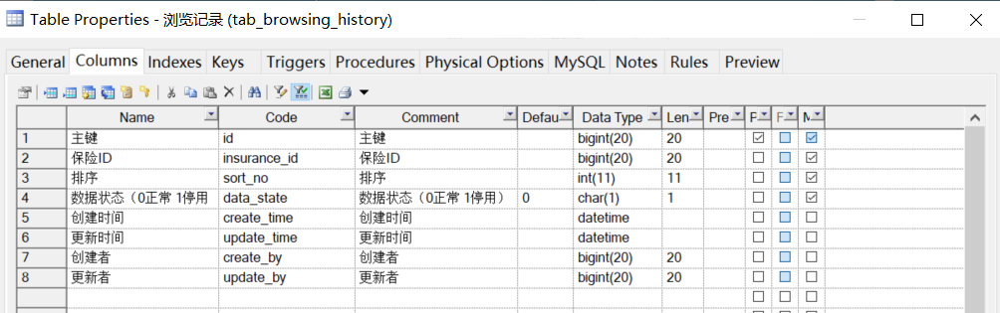 Table Properties - 浏览记录 (tab_browsing_history)
General Columns Indexes Keys Triggers Procedures Physical Options MySQL Notes Rules Preview
Name Code Comment Defau Data Type Len Pre P F M
1 主键 id 主键 bigint(20) 20
2 保险ID insurance_id 保险ID bigint(20) 20
3 排序 sort_no 排序 int(11) 11
4 数据状态（0正常 1停用 data_state 数据状态（0正常 1停用） 0 char(1) 1
5 创建时间 create_time 创建时间 datetime
6 更新时间 update_time 更新时间 datetime
7 创建者 create_by 创建者 bigint(20) 20
8 更新者 update_by 更新者 bigint(20) 20